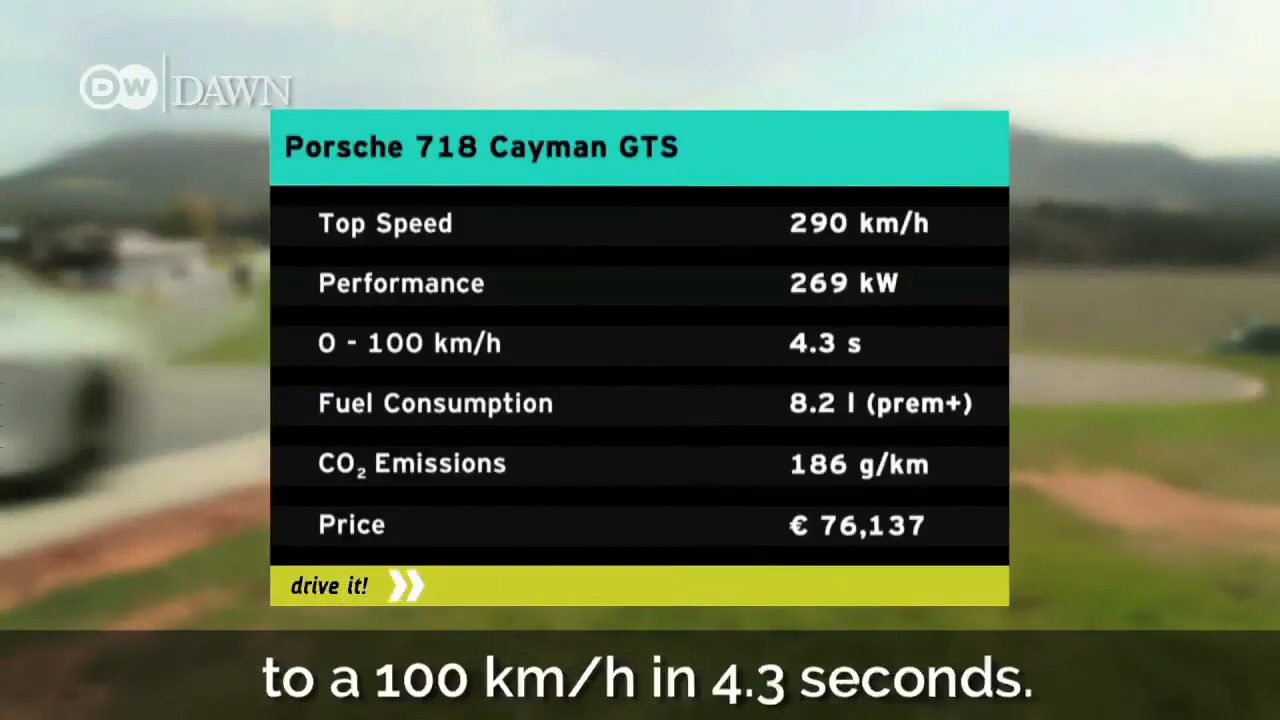 DW DAWN
Porsche 718 Cayman GTS
Top Speed 290 km/h
Performance 269 kW
0 - 100 km/h 4.3 s
Fuel Consumption 8.2 l (prem+)
CO₂ Emissions 186 g/km
Price € 76,137
drive it!
to a 100 km/h in 4.3 seconds.